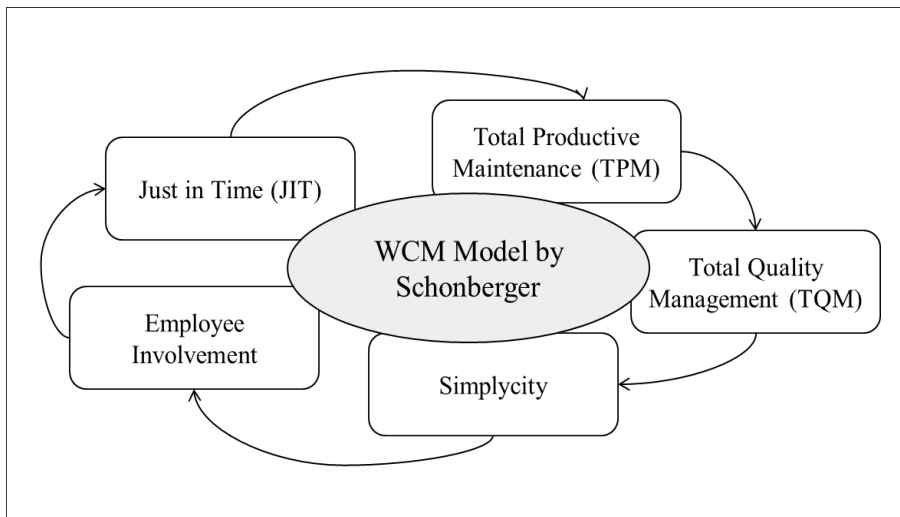 Total Productive
Maintenance (TPM)
Just in Time (JIT)
WCM Model by
Schonberger
Total Quality
Management (TQM)
Employee
Involvement
Simplycity